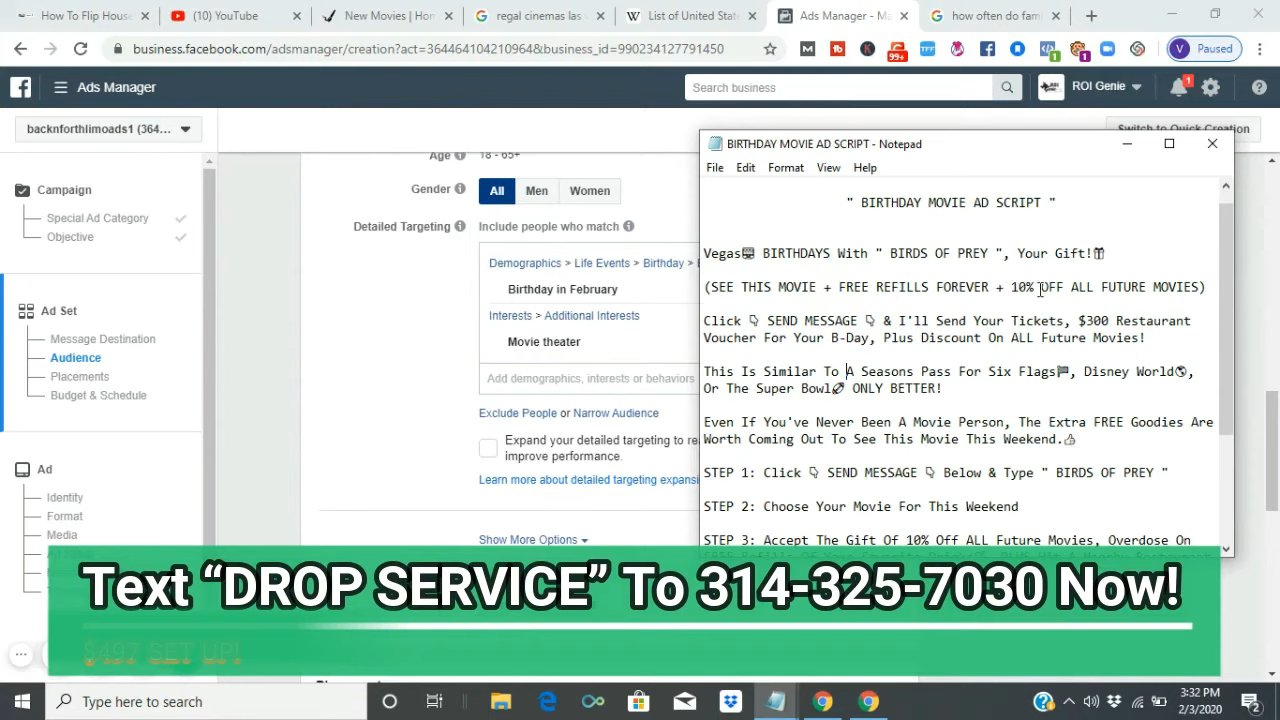 How To Flip House
(10) YouTube
New Movies | Hom
regal cinemas las v
List of United State
Ads Manager - Ma
how often do fami
business.facebook.com/adsmanager/creation?act=364464104210964&business_id=990234127791450
99+
TFF
1
1
V Paused
Ads Manager
Search business
ROI Genie
1
backnforthlimoads1 (364...
Switch to Quick Creation
Campaign
Special Ad Category
Objective
Ad Set
Message Destination
Audience
Placements
Budget & Schedule
Ad
Identity
Format
Media
Age 18 - 65+
Gender All Men Women
Detailed Targeting Include people who match
Demographics > Life Events > Birthday >
Birthday in February
Interests > Additional Interests
Movie theater
Add demographics, interests or behaviors
Exclude People or Narrow Audience
Expand your detailed targeting to
improve performance.
Learn more about detailed targeting
Show More Options
BIRTHDAY MOVIE AD SCRIPT - Notepad
File Edit Format View Help
" BIRTHDAY MOVIE AD SCRIPT "
Vegas🎰 BIRTHDAYS With " BIRDS OF PREY ", Your Gift!🎁
(SEE THIS MOVIE + FREE REFILLS FOREVER + 10% OFF ALL FUTURE MOVIES)
Click 👇 SEND MESSAGE 👇 & I'll Send Your Tickets, $300 Restaurant
Voucher For Your B-Day, Plus Discount On ALL Future Movies!
This Is Similar To A Seasons Pass For Six Flags🏴, Disney World🌎,
Or The Super Bowl🏈 ONLY BETTER!
Even If You've Never Been A Movie Person, The Extra FREE Goodies Are
Worth Coming Out To See This Movie This Weekend.👍
STEP 1: Click 👇 SEND MESSAGE 👇 Below & Type " BIRDS OF PREY "
STEP 2: Choose Your Movie For This Weekend
STEP 3: Accept The Gift Of 10% Off ALL Future Movies, Overdose On
Text “DROP SERVICE” To 314-325-7030 Now!
$497 SET UP!
Type here to search
3:32 PM
2/3/2020
2